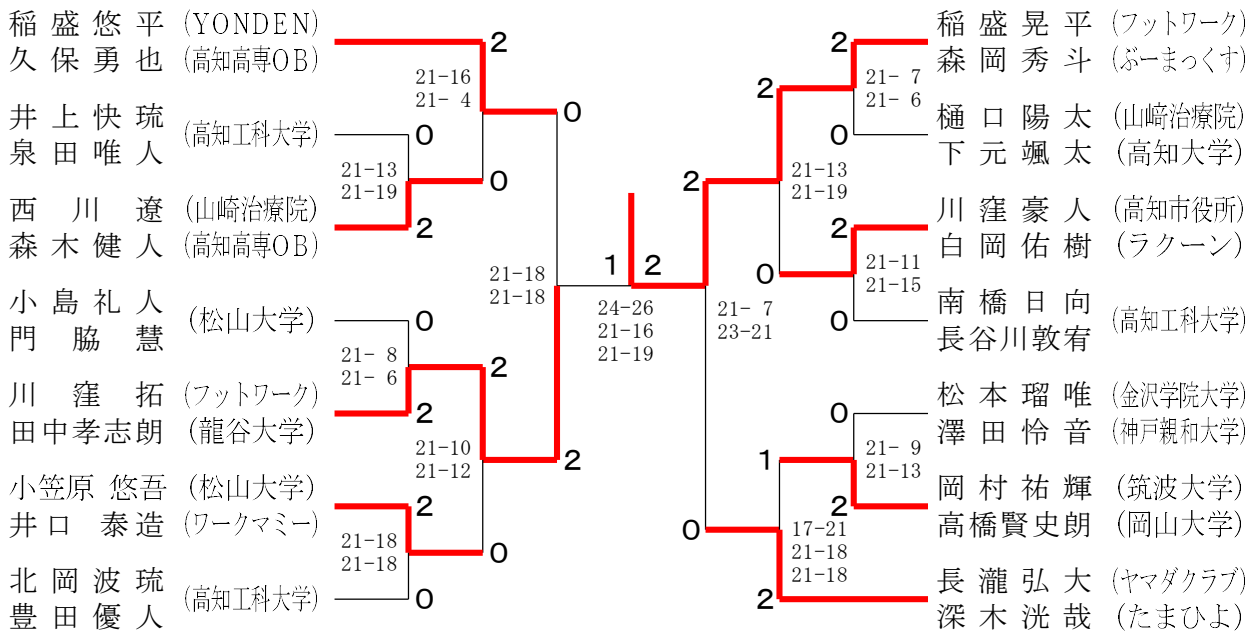 稲盛悠平 (YONDEN)
久保勇也 (高知高専OB)
井上快琉 (高知工科大学)
泉田唯人
西川遼 (山崎治療院)
森木健人 (高知高専OB)
小島礼人 (松山大学)
門脇慧
川窪拓 (フットワーク)
田中孝志朗 (龍谷大学)
小笠原悠吾 (松山大学)
井口泰造 (ワークマミー)
北岡波琉 (高知工科大学)
豊田優人
2
21-16
21- 4
0
0
21-13
21-19
0
2
21-18
21-18
0
21- 8
21- 6
2
2
21-10
21-12
2
2
21-18
21-18
0
0
1 2
24-26
21-16
21-19
稲盛晃平 (フットワーク)
森岡秀斗 (ぶーまっくす)
樋口陽太 (山﨑治療院)
下元颯太 (高知大学)
川窪豪人 (高知市役所)
白岡佑樹 (ラクーン)
南橋日向 (高知工科大学)
長谷川敦宥
松本瑠唯 (金沢学院大学)
澤田怜音 (神戸親和大学)
岡村祐輝 (筑波大学)
高橋賢史朗 (岡山大学)
長瀧弘大 (ヤマダクラブ)
深木洸哉 (たまひよ)
2
21- 7
21- 6
2
0
21-13
21-19
2
2
0
21-11
21-15
0
21- 7
23-21
0
21- 9
21-13
1
2
0
17-21
21-18
21-18
2